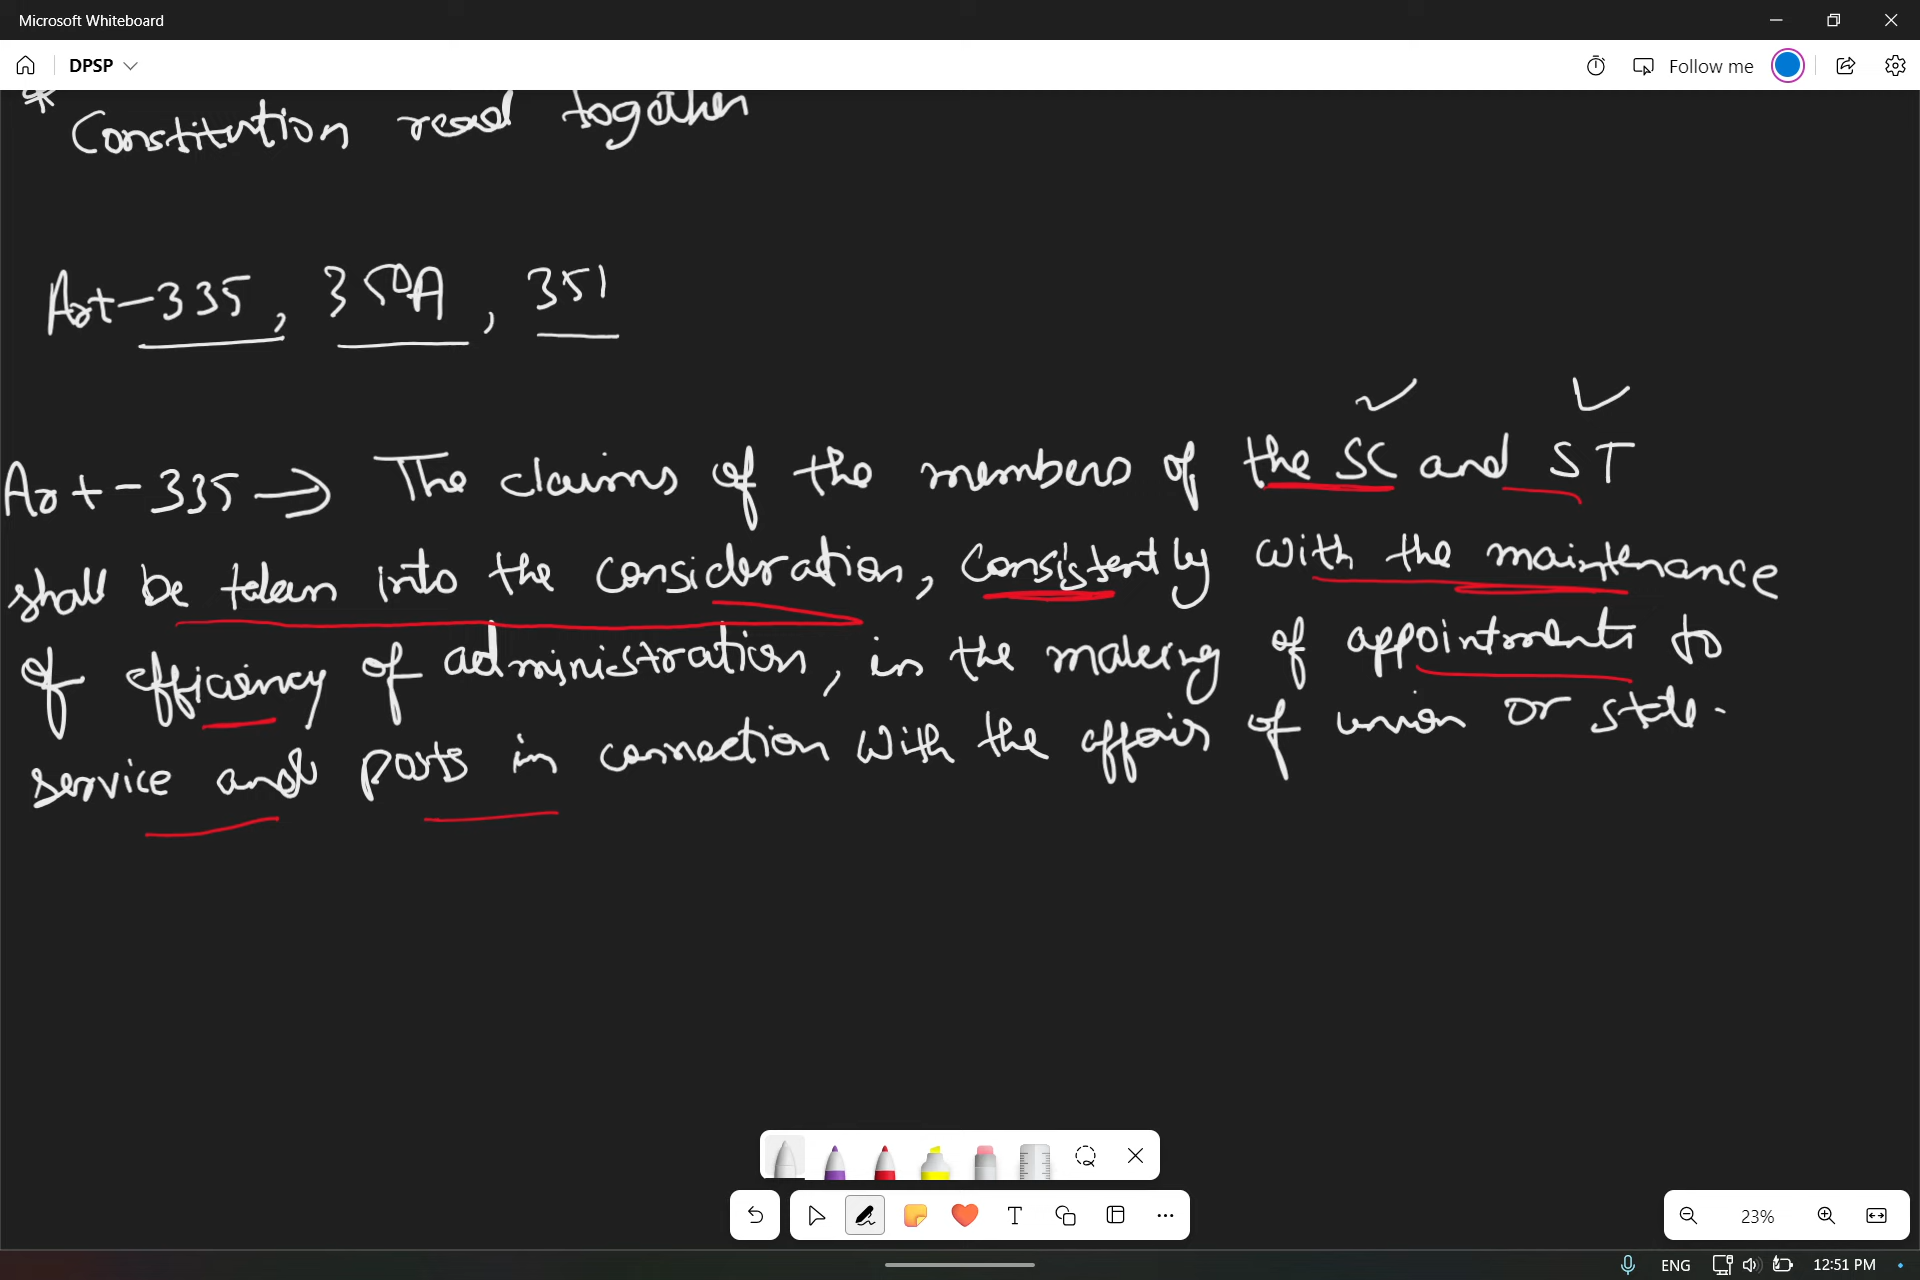 Microsoft Whiteboard
DPSP
Follow me
* Constitution read together
Art-335, 350A, 351
Art-335 → The claims of the members of the SC and ST
shall be taken into the consideration, consistently with the maintenance
of efficiency of administration, in the making of appointments to
service and posts in connection with the affairs of union or state.
T
23%
ENG
12:51 PM